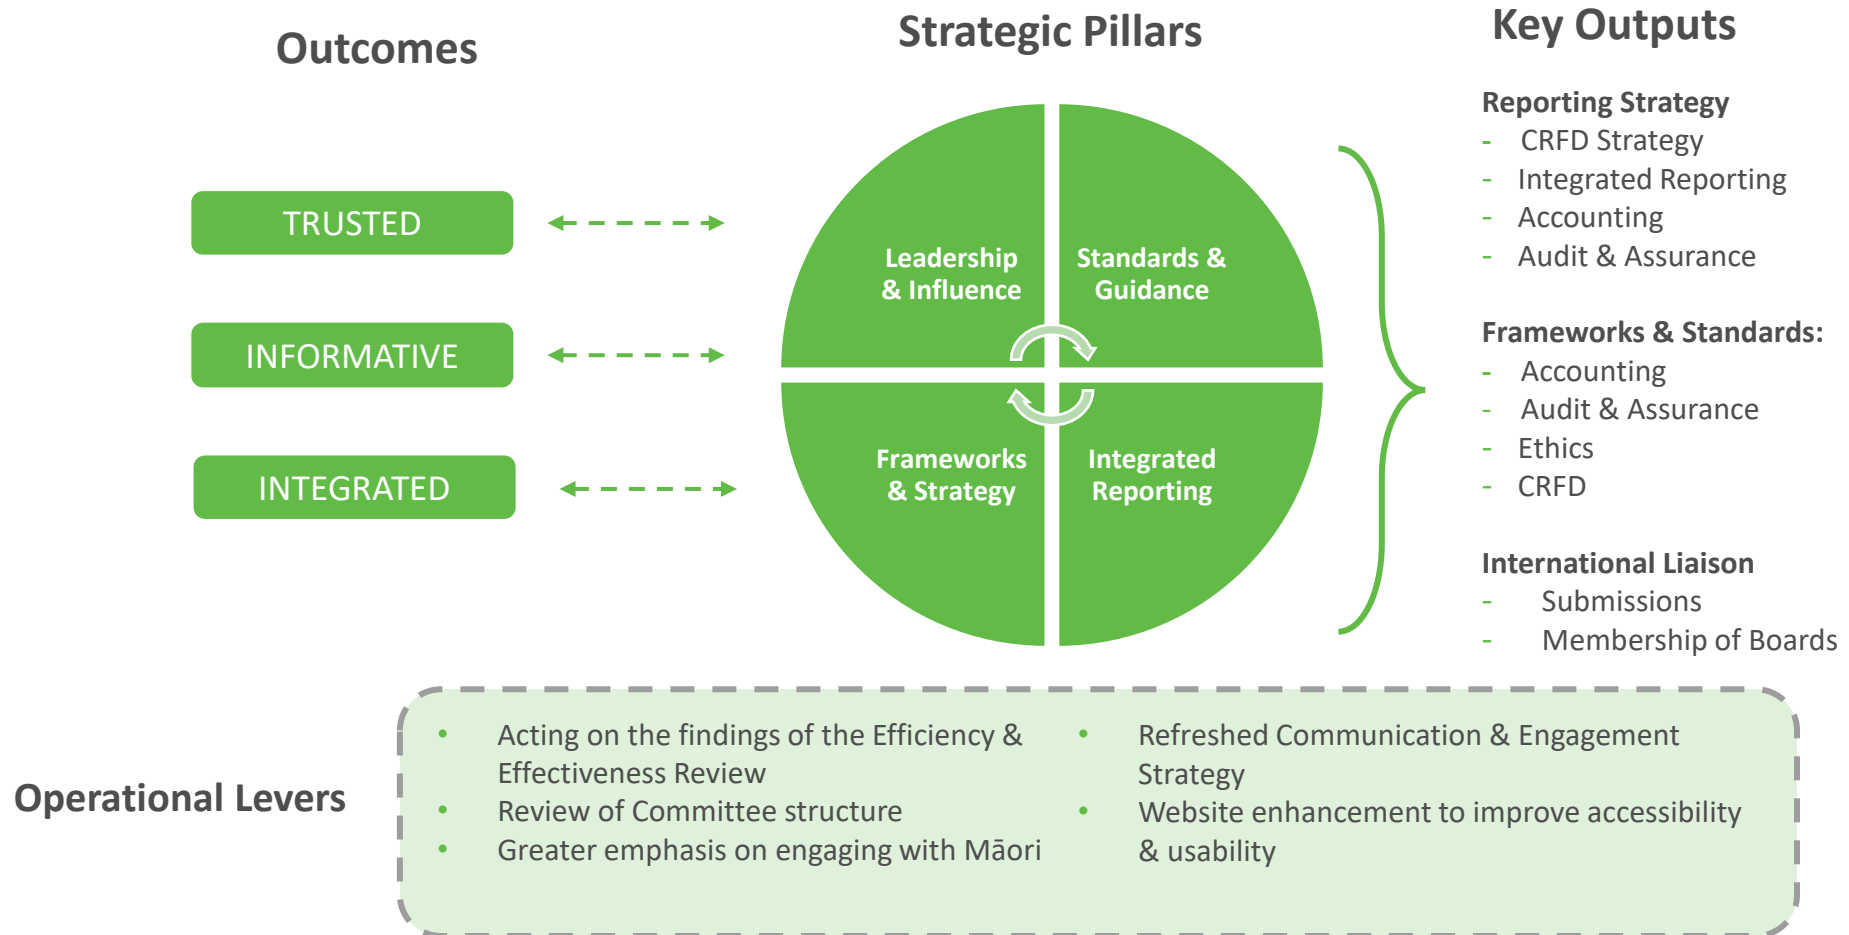 Outcomes
Strategic Pillars
Key Outputs
TRUSTED
INFORMATIVE
INTEGRATED
Leadership
& Influence
Standards &
Guidance
Frameworks
& Strategy
Integrated
Reporting
Reporting Strategy
- CRFD Strategy
- Integrated Reporting
- Accounting
- Audit & Assurance
Frameworks & Standards:
- Accounting
- Audit & Assurance
- Ethics
- CRFD
International Liaison
- Submissions
- Membership of Boards
Operational Levers
• Acting on the findings of the Efficiency &
Effectiveness Review
• Review of Committee structure
• Greater emphasis on engaging with Māori
• Refreshed Communication & Engagement
Strategy
• Website enhancement to improve accessibility
& usability